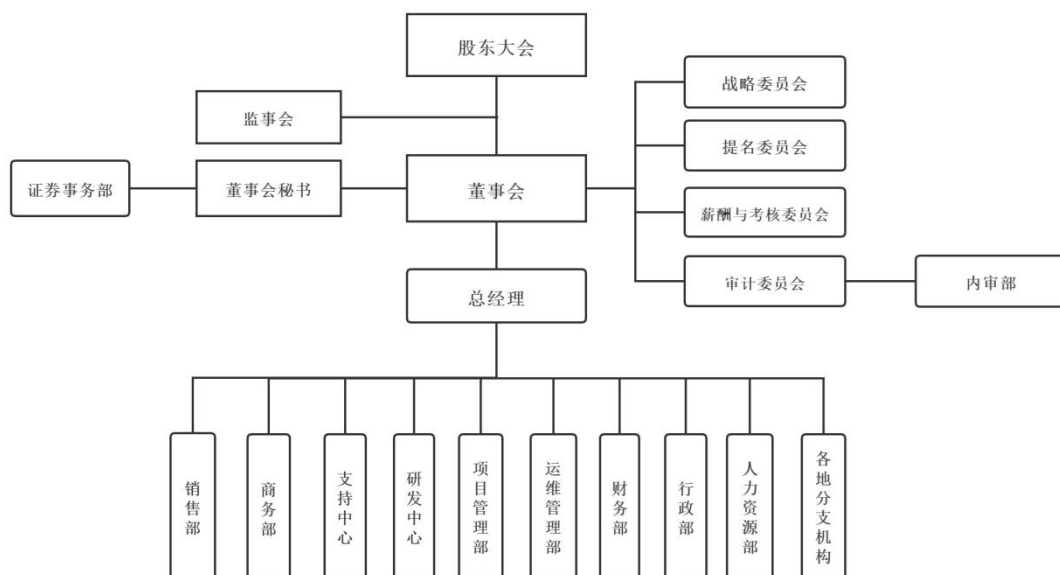 股东大会
战略委员会
监事会
提名委员会
证券事务部
董事会秘书
董事会
薪酬与考核委员会
总经理
审计委员会
内审部
销售部
商务部
支持中心
研发中心
项目管理部
运维管理部
财务部
行政部
人力资源部
各地分支机构